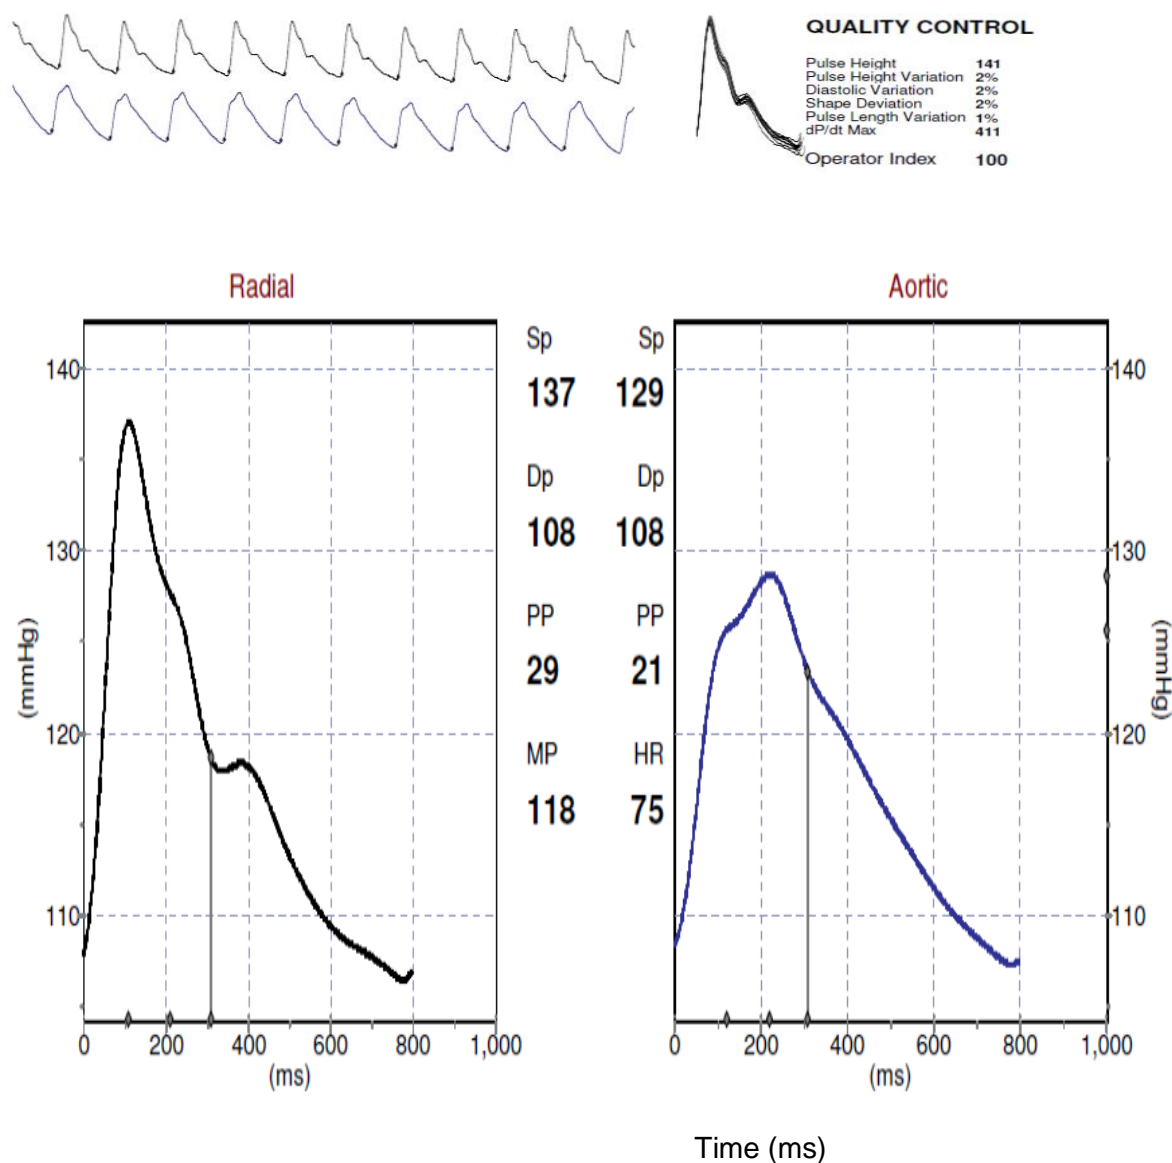 QUALITY CONTROL
Pulse Height 141
Pulse Height Variation 2%
Diastolic Variation 2%
Shape Deviation 2%
Pulse Length Variation 1%
dP/dt Max 411
Operator Index 100
Radial
Aortic
Sp Sp
137 129
Dp Dp
108 108
PP PP
29 21
MP HR
118 75
140
130
120
110
(mmHg)
0 200 400 600 800 1,000
(ms)
140
130
120
110
(mmHg)
0 200 400 600 800 1,000
(ms)
Time (ms)